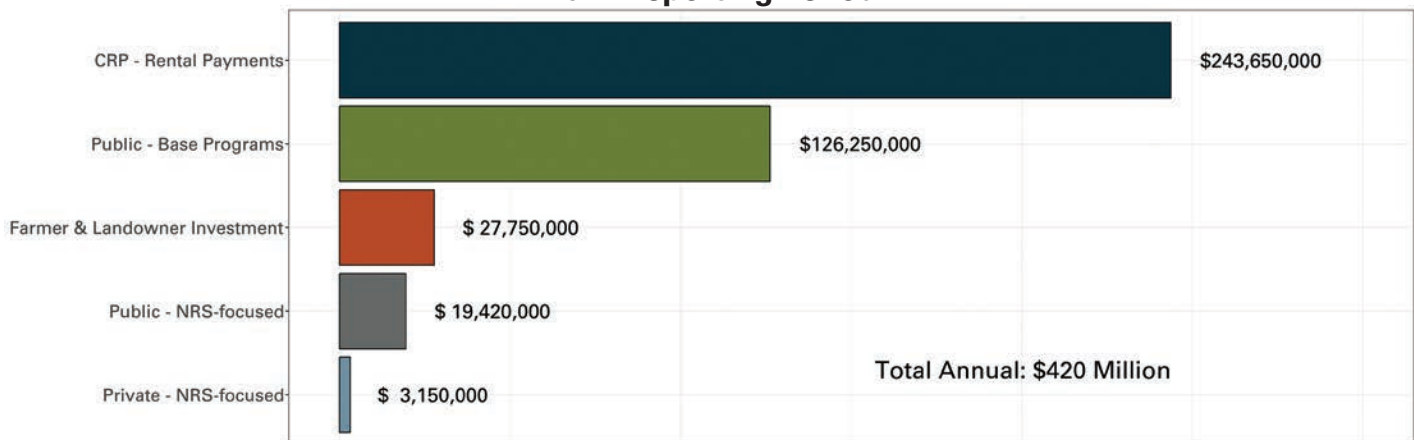 CRP - Rental Payments $243,650,000
Public - Base Programs $126,250,000
Farmer & Landowner Investment $ 27,750,000
Public - NRS-focused $ 19,420,000
Total Annual: $420 Million
Private - NRS-focused $ 3,150,000